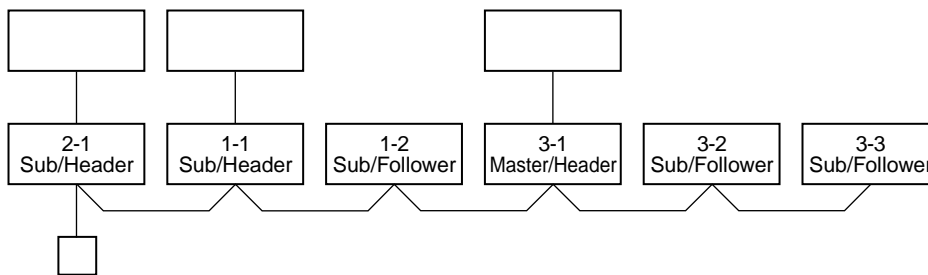 2-1
Sub/Header
1-1
Sub/Header
1-2
Sub/Follower
3-1
Master/Header
3-2
Sub/Follower
3-3
Sub/Follower